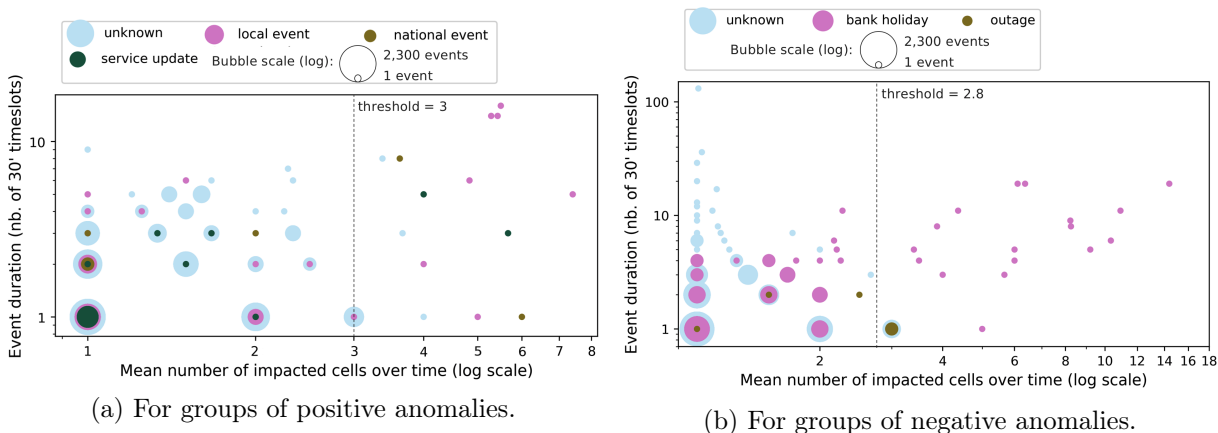 unknown
local event
national event
service update
Bubble scale (log):
2,300 events
1 event
threshold = 3
10
1
Event duration (nb. of 30' timeslots)
1 2 3 4 5 6 7 8
Mean number of impacted cells over time (log scale)
(a) For groups of positive anomalies.
unknown
bank holiday
outage
Bubble scale (log):
2,300 events
1 event
threshold = 2.8
100
10
1
Event duration (nb. of 30' timeslots)
2 4 6 8 10 12 14 16 18
Mean number of impacted cells over time (log scale)
(b) For groups of negative anomalies.